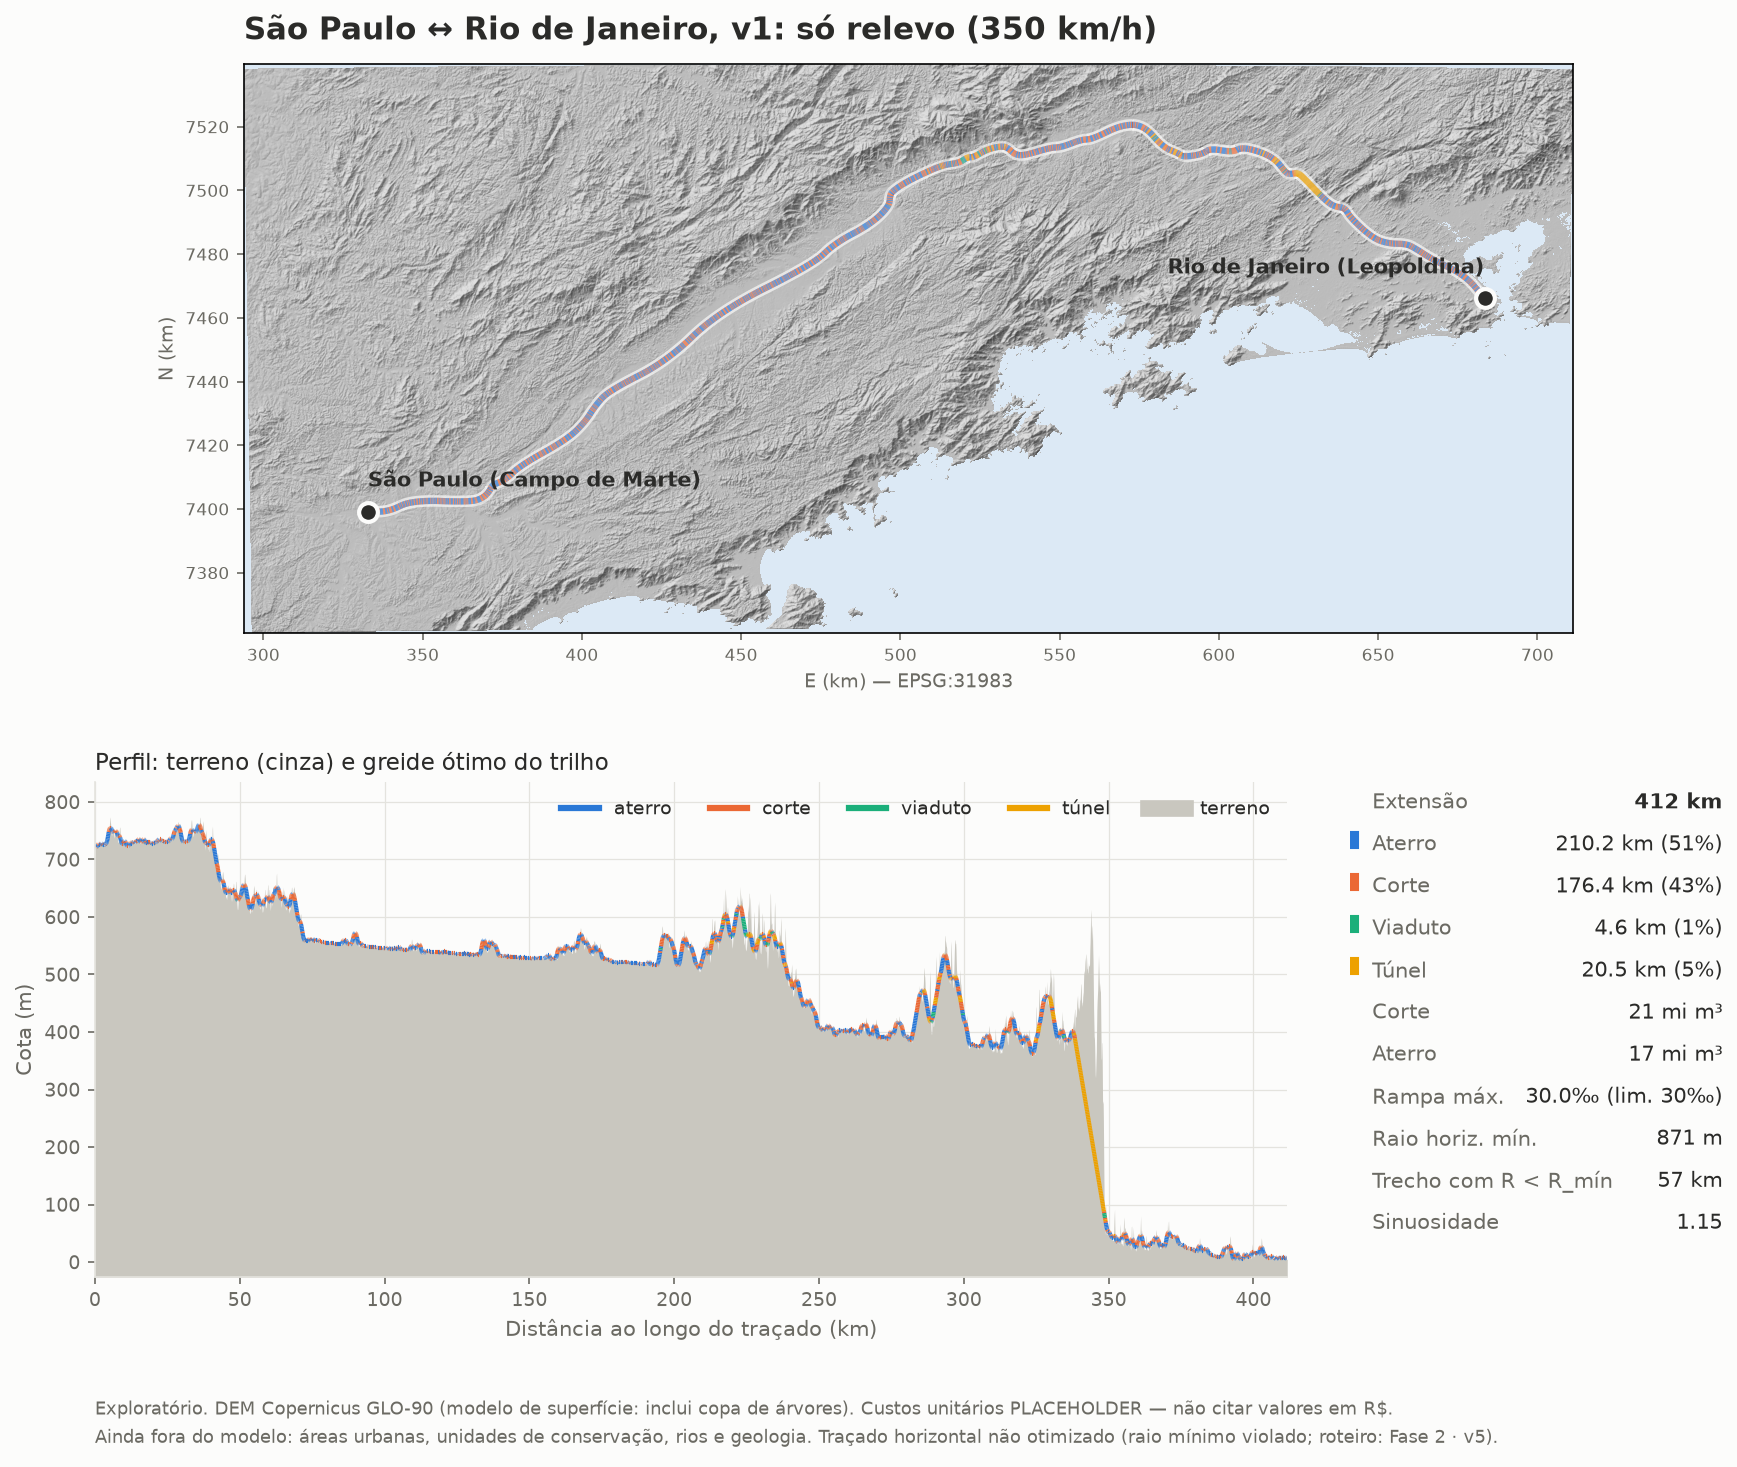 São Paulo ↔ Rio de Janeiro, v1: só relevo (350 km/h)
7520
7500
7480
7460
7440
7420
7400
7380
N (km)
Rio de Janeiro (Leopoldina)
São Paulo (Campo de Marte)
300 350 400 450 500 550 600 650 700
E (km) — EPSG:31983
Perfil: terreno (cinza) e greide ótimo do trilho
aterro corte viaduto túnel terreno
800
700
600
500
400
300
200
100
0
Cota (m)
0 50 100 150 200 250 300 350 400
Distância ao longo do traçado (km)
Extensão 412 km
Aterro 210.2 km (51%)
Corte 176.4 km (43%)
Viaduto 4.6 km (1%)
Túnel 20.5 km (5%)
Corte 21 mi m³
Aterro 17 mi m³
Rampa máx. 30.0‰ (lim. 30‰)
Raio horiz. mín. 871 m
Trecho com R < R_mín 57 km
Sinuosidade 1.15
Exploratório. DEM Copernicus GLO-90 (modelo de superfície: inclui copa de árvores). Custos unitários PLACEHOLDER — não citar valores em R$.
Ainda fora do modelo: áreas urbanas, unidades de conservação, rios e geologia. Traçado horizontal não otimizado (raio mínimo violado; roteiro: Fase 2 · v5).